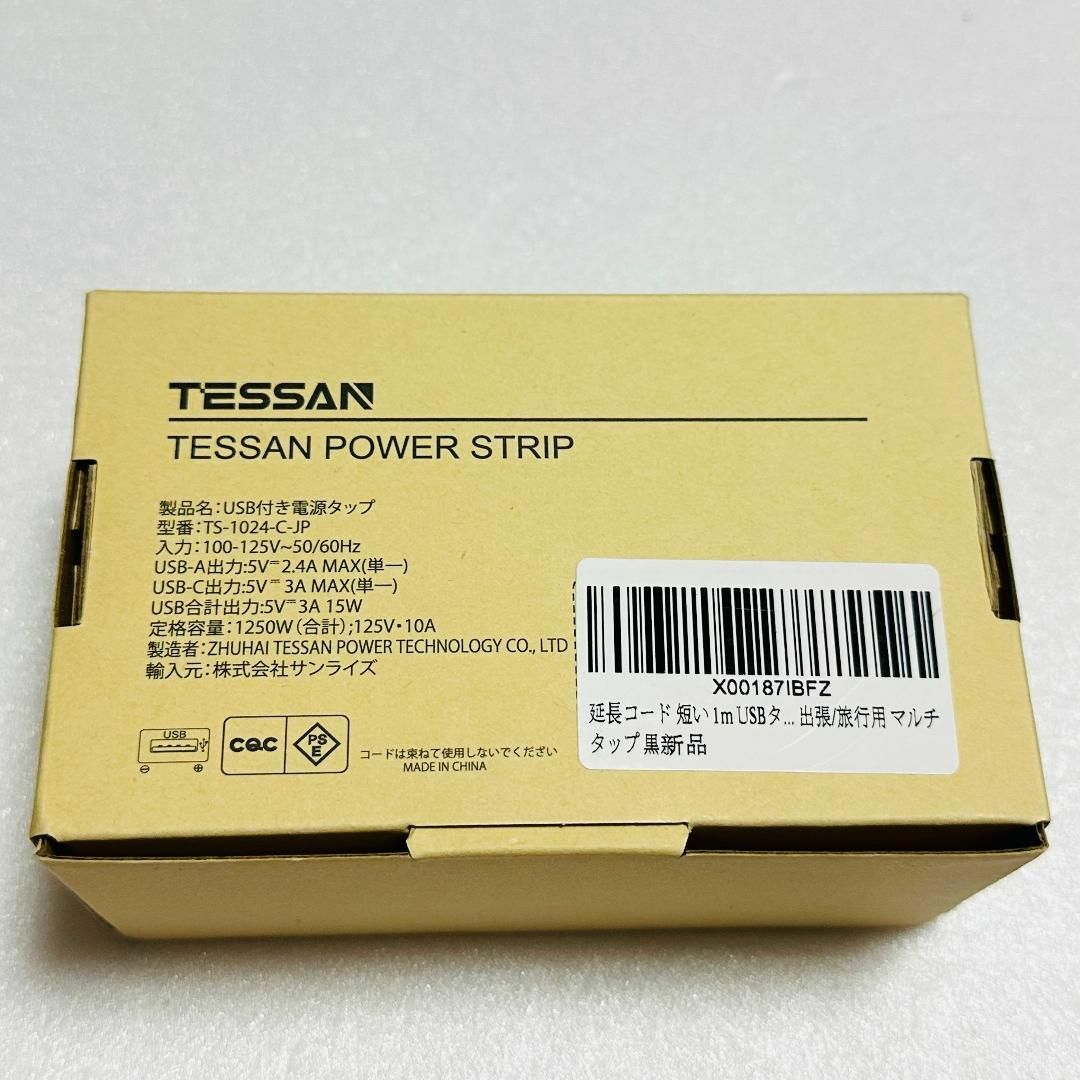 TESSAN
TESSAN POWER STRIP
製品名:USB付き電源タップ
型番:TS-1024-C-JP
入力:100-125V~50/60Hz
USB-A出力:5V⎓2.4A MAX(単一)
USB-C出力:5V⎓3A MAX(単一)
USB合計出力:5V⎓3A 15W
定格容量:1250W(合計);125V・10A
製造者:ZHUHAI TESSAN POWER TECHNOLOGY CO., LTD
輸入元:株式会社サンライズ
USB
CQC
PS
E
コードは束ねて使用しないでください
MADE IN CHINA
X00187IBFZ
延長コード 短い 1m USBタ... 出張/旅行用 マルチ
タップ 黒新品